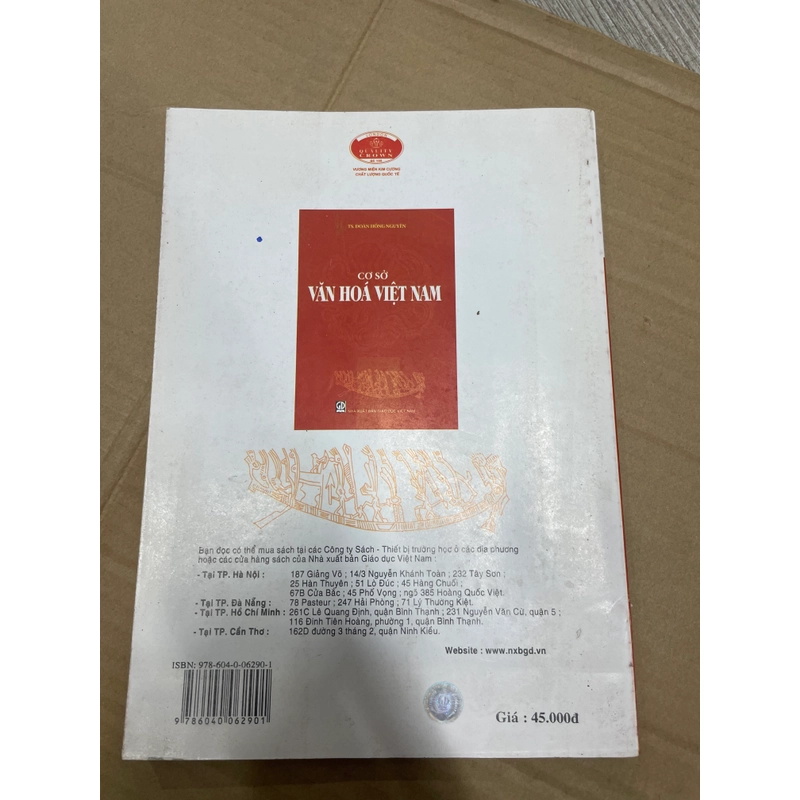 QUALITY
CROWN
VƯƠNG MIỆN KIM CƯƠNG
CHẤT LƯỢNG QUỐC TẾ
TS. ĐOÀN HỒNG NGUYÊN
CƠ SỞ
VĂN HOÁ VIỆT NAM
NHÀ XUẤT BẢN GIÁO DỤC VIỆT NAM
Bạn đọc có thể mua sách tại các Công ty Sách - Thiết bị trường học ở các địa phương
hoặc các cửa hàng sách của Nhà xuất bản Giáo dục Việt Nam :
- Tại TP. Hà Nội : 187 Giảng Võ ; 14/3 Nguyễn Khánh Toàn ; 232 Tây Sơn ;
25 Hàn Thuyên ; 51 Lò Đúc ; 45 Hàng Chuối ;
67B Cửa Bắc ; 45 Phố Vọng ; ngõ 385 Hoàng Quốc Việt.
- Tại TP. Đà Nẵng : 78 Pasteur ; 247 Hải Phòng ; 71 Lý Thường Kiệt.
- Tại TP. Hồ Chí Minh : 261C Lê Quang Định, quận Bình Thạnh ; 231 Nguyễn Văn Cừ, quận 5 ;
116 Đinh Tiên Hoàng, phường 1, quận Bình Thạnh.
- Tại TP. Cần Thơ : 162D đường 3 tháng 2, quận Ninh Kiều.
Website : www.nxbgd.vn
ISBN: 978-604-0-06290-1
9 786040 062901
Giá : 45.000đ